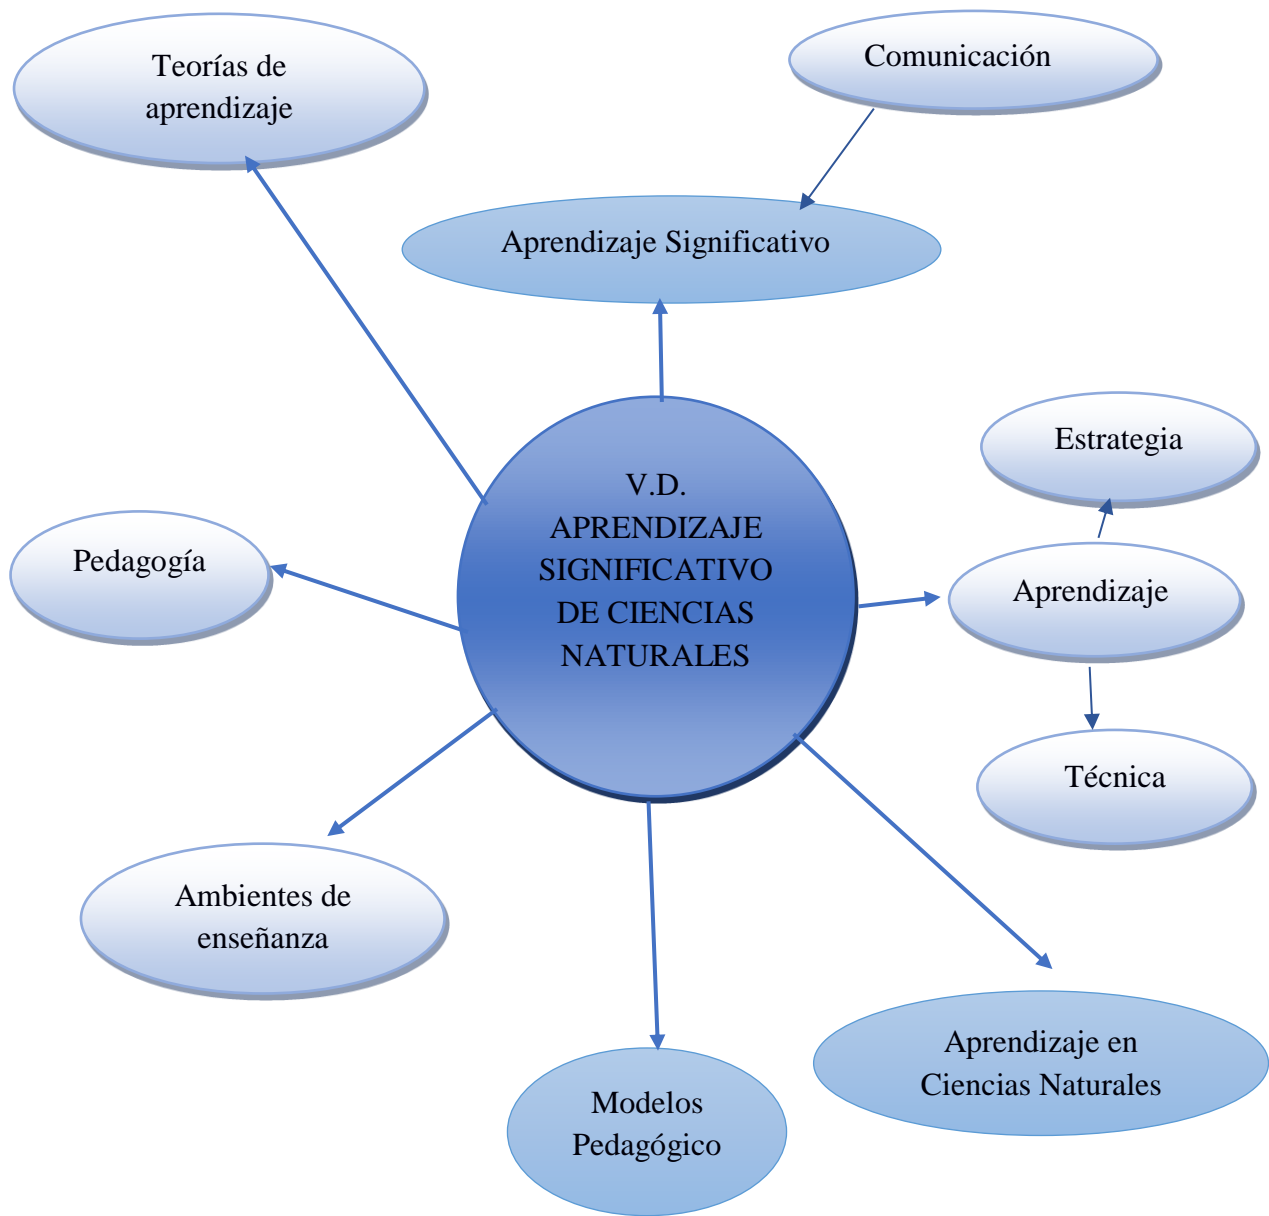 Teorías de
aprendizaje
Comunicación
Aprendizaje Significativo
V.D.
APRENDIZAJE
SIGNIFICATIVO
DE CIENCIAS
NATURALES
Estrategia
Pedagogía
Aprendizaje
Técnica
Ambientes de
enseñanza
Aprendizaje en
Ciencias Naturales
Modelos
Pedagógico